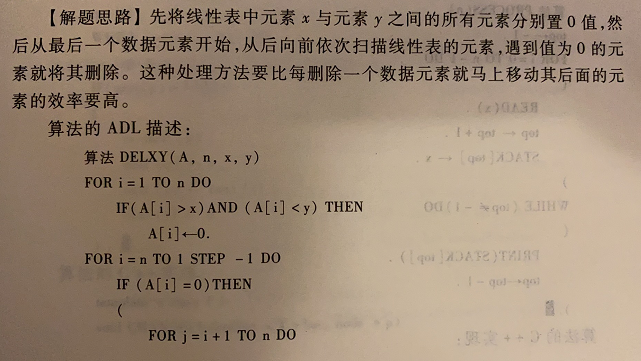 【解题思路】先将线性表中元素 x 与元素 y 之间的所有元素分别置 0 值,然
后从最后一个数据元素开始,从后向前依次扫描线性表的元素,遇到值为 0 的元
素就将其删除。这种处理方法要比每删除一个数据元素就马上移动其后面的元
素的效率要高。
算法的 ADL 描述:
算法 DELXY(A, n, x, y)
FOR i=1 TO n DO
IF(A[i]>x)AND (A[i]<y) THEN
A[i]←0.
FOR i=n TO 1 STEP -1 DO
IF (A[i]=0)THEN
(
FOR j=i+1 TO n DO